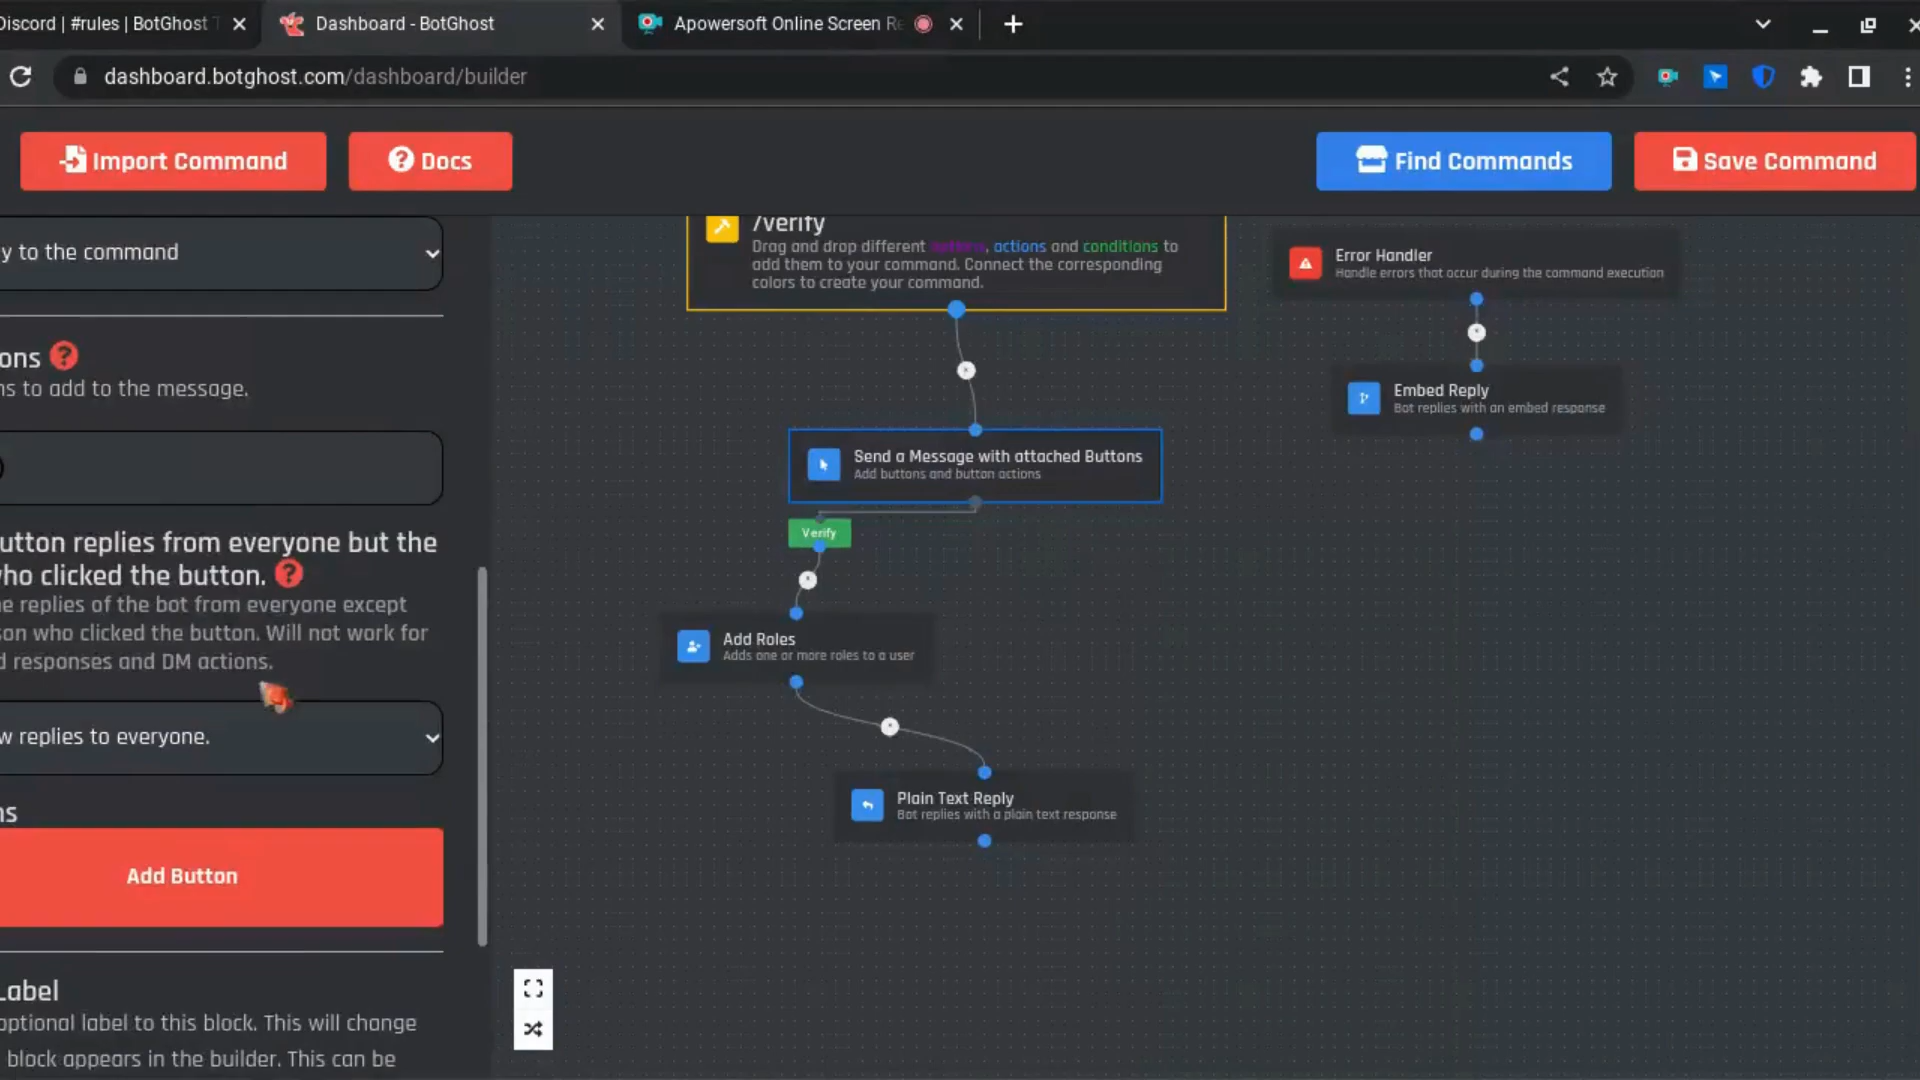 Discord | #rules | BotGhost T
Dashboard - BotGhost
Apowersoft Online Screen Re
dashboard.botghost.com/dashboard/builder
Import Command
Docs
Find Commands
Save Command
y to the command
ons
ns to add to the message.
utton replies from everyone but the
ho clicked the button.
e replies of the bot from everyone except
son who clicked the button. Will not work for
d responses and DM actions.
w replies to everyone.
ns
Add Button
Label
optional label to this block. This will change
block appears in the builder. This can be
/verify
Drag and drop different options, actions and conditions to
add them to your command. Connect the corresponding
colors to create your command.
Send a Message with attached Buttons
Add buttons and button actions
Verify
Add Roles
Adds one or more roles to a user
Plain Text Reply
Bot replies with a plain text response
Error Handler
Handle errors that occur during the command execution
Embed Reply
Bot replies with an embed response